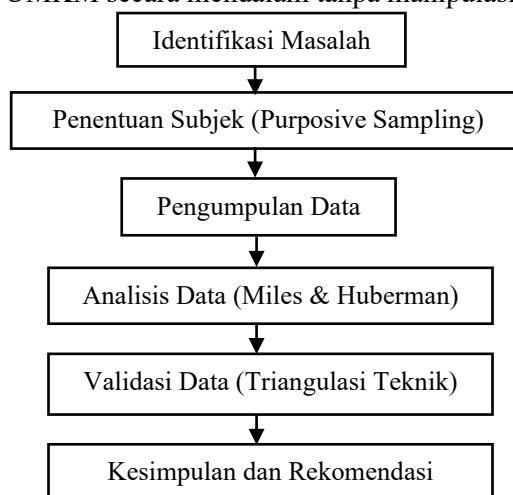 UMKM secara mendalam tanpa manipulasi
Identifikasi Masalah
Penentuan Subjek (Purposive Sampling)
Pengumpulan Data
Analisis Data (Miles & Huberman)
Validasi Data (Triangulasi Teknik)
Kesimpulan dan Rekomendasi